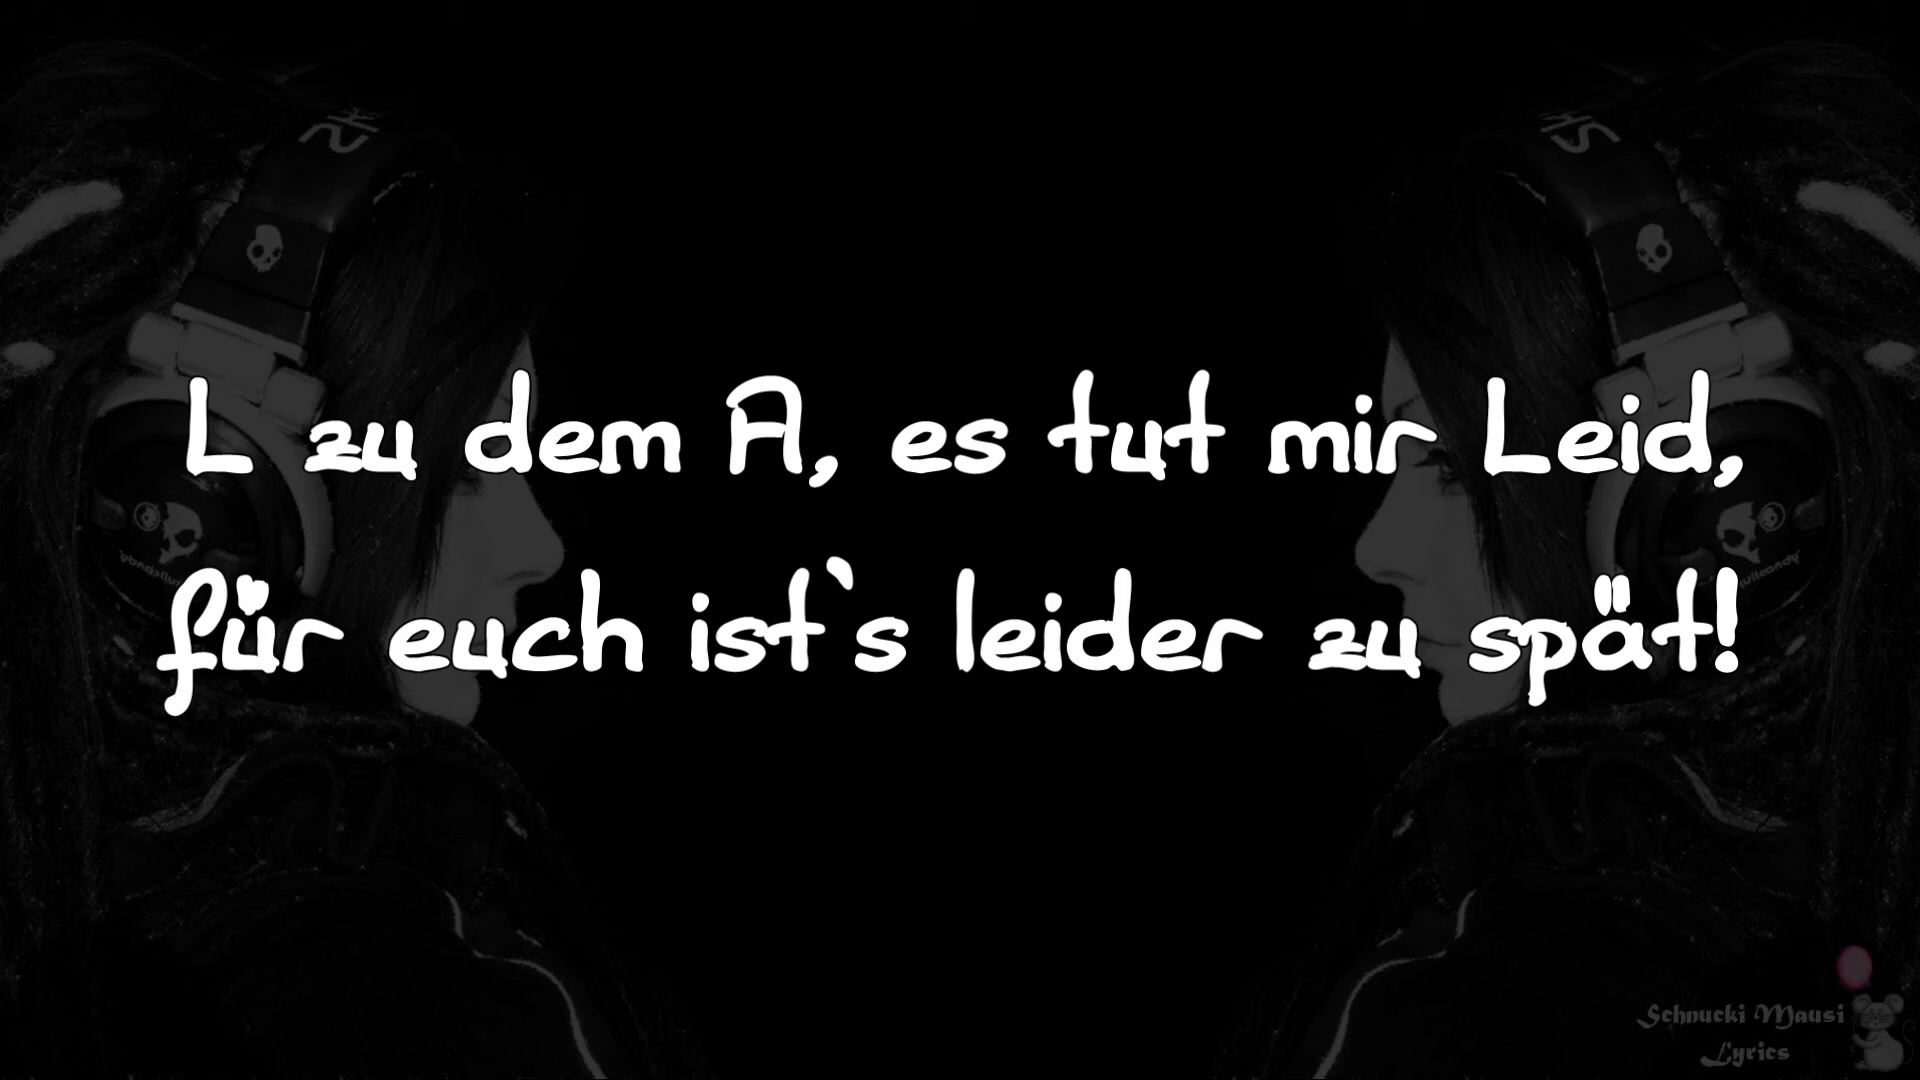 L zu dem A, es tut mir Leid,
für euch ist`s leider zu spät!
Schnucki Mausi
Lyrics